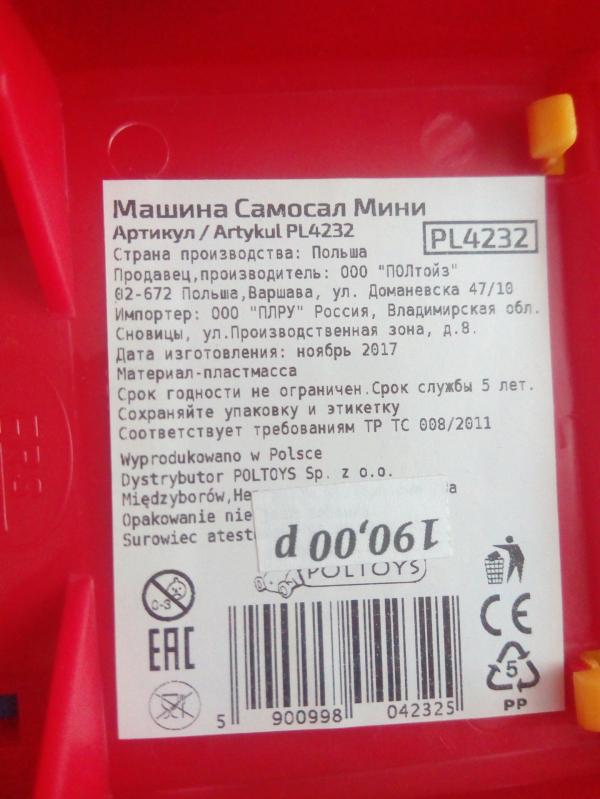 Машина Самосал Мини
Артикул / Artykul PL4232
PL4232
Страна производства: Польша
Продавец,производитель: ООО "ПОЛтойз"
02-672 Польша,Варшава, ул. Доманевска 47/10
Импортер: ООО "ПЛРУ" Россия, Владимирская обл.
Сновицы, ул.Производственная зона, д.8.
Дата изготовления: ноябрь 2017
Материал-пластмасса
Срок годности не ограничен.Срок службы 5 лет.
Сохраняйте упаковку и этикетку
Соответствует требованиям ТР ТС 008/2011
Wyprodukowano w Polsce
Dystrybutor POLTOYS Sp. z o.o.
Międzyborów,
Opakowanie nie
Surowiec
190,00 р
POLTOYS
0-3
EAC
CE
5
PP
5 900998 042325